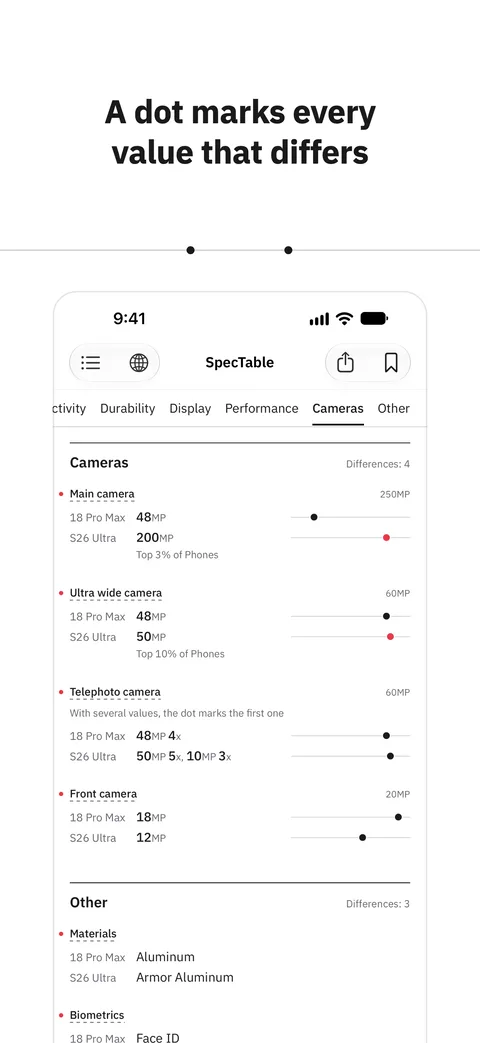 A dot marks every
value that differs
9:41
SpecTable
ctivity Durability Display Performance Cameras Other
Cameras Differences: 4
Main camera 250MP
18 Pro Max 48MP
S26 Ultra 200MP
Top 3% of Phones
Ultra wide camera 60MP
18 Pro Max 48MP
S26 Ultra 50MP
Top 10% of Phones
Telephoto camera 60MP
With several values, the dot marks the first one
18 Pro Max 48MP 4x
S26 Ultra 50MP 5x, 10MP 3x
Front camera 20MP
18 Pro Max 18MP
S26 Ultra 12MP
Other Differences: 3
Materials
18 Pro Max Aluminum
S26 Ultra Armor Aluminum
Biometrics
18 Pro Max Face ID